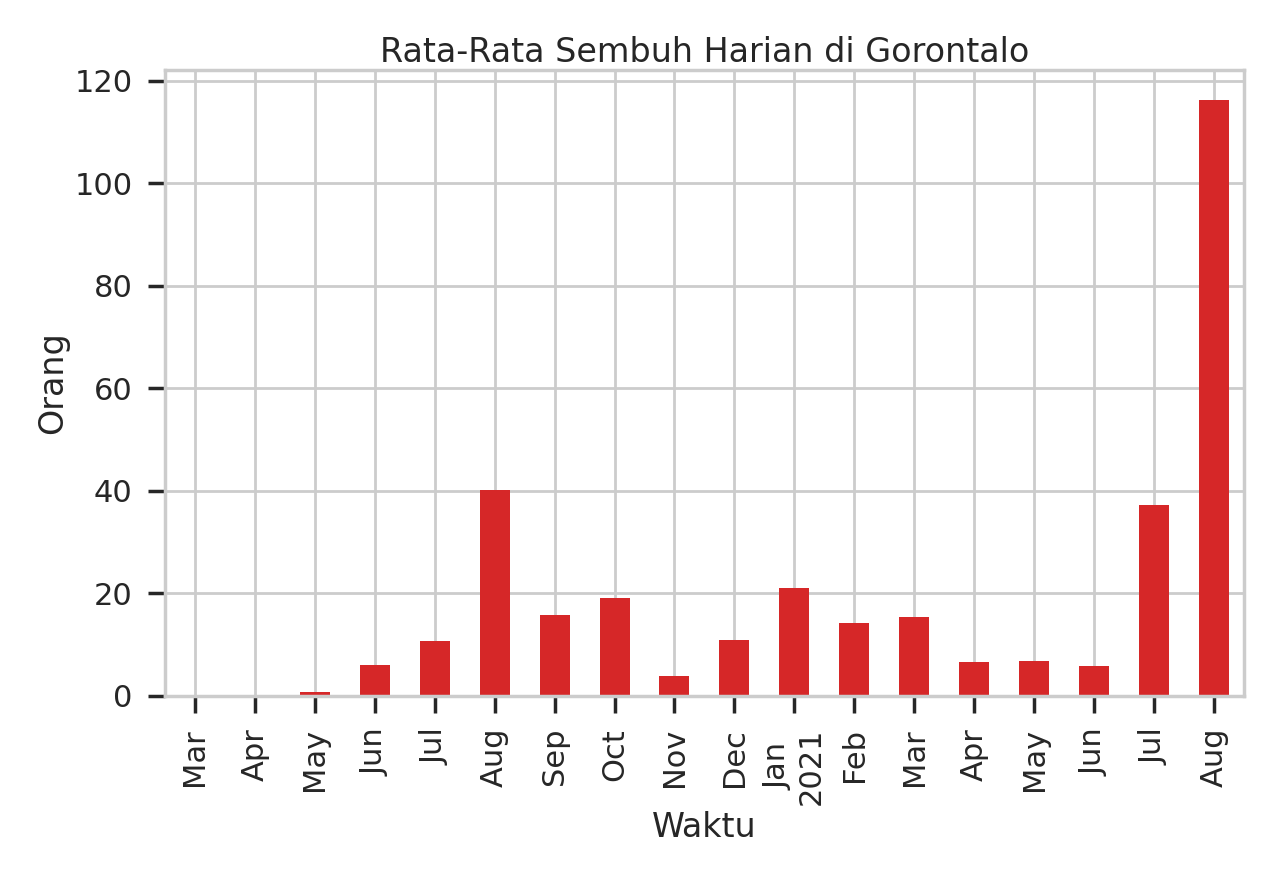 Rata-Rata Sembuh Harian di Gorontalo
120
100
80
60
40
20
0
Orang
Mar
Apr
May
Jun
Jul
Aug
Sep
Oct
Nov
Dec
Jan
2021
Feb
Mar
Apr
May
Jun
Jul
Aug
Waktu